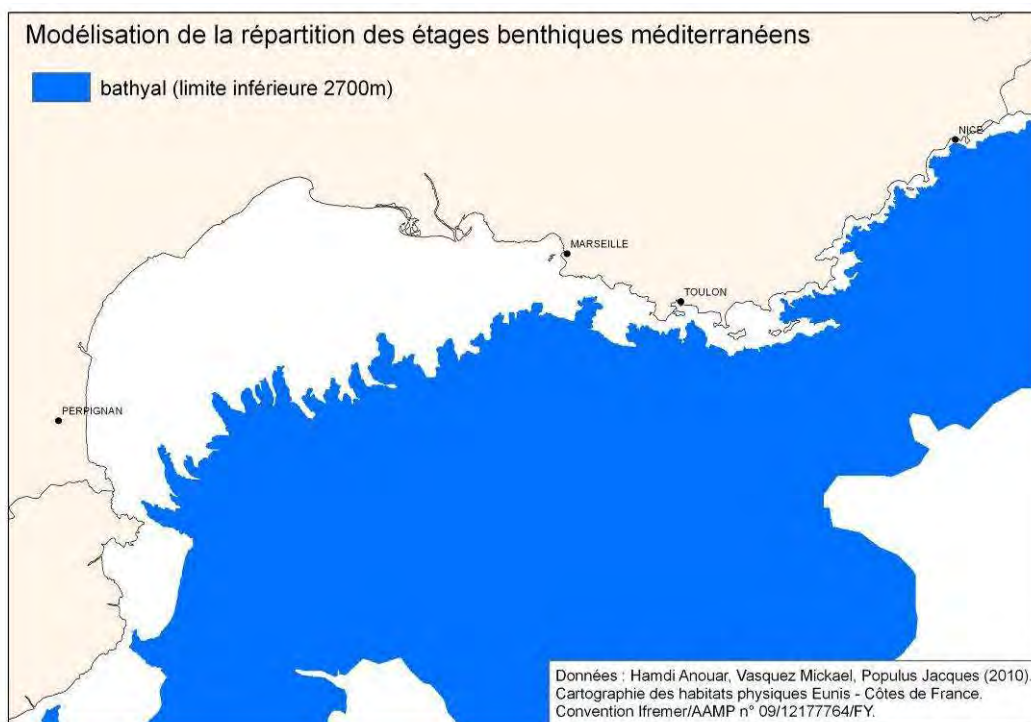 Modélisation de la répartition des étages benthiques méditerranéens
bathyal (limite inférieure 2700m)
NICE
MARSEILLE
TOULON
PERPIGNAN
Données : Hamdi Anouar, Vasquez Mickael, Populus Jacques (2010).
Cartographie des habitats physiques Eunis - Côtes de France.
Convention Ifremer/AAMP n° 09/12177764/FY.